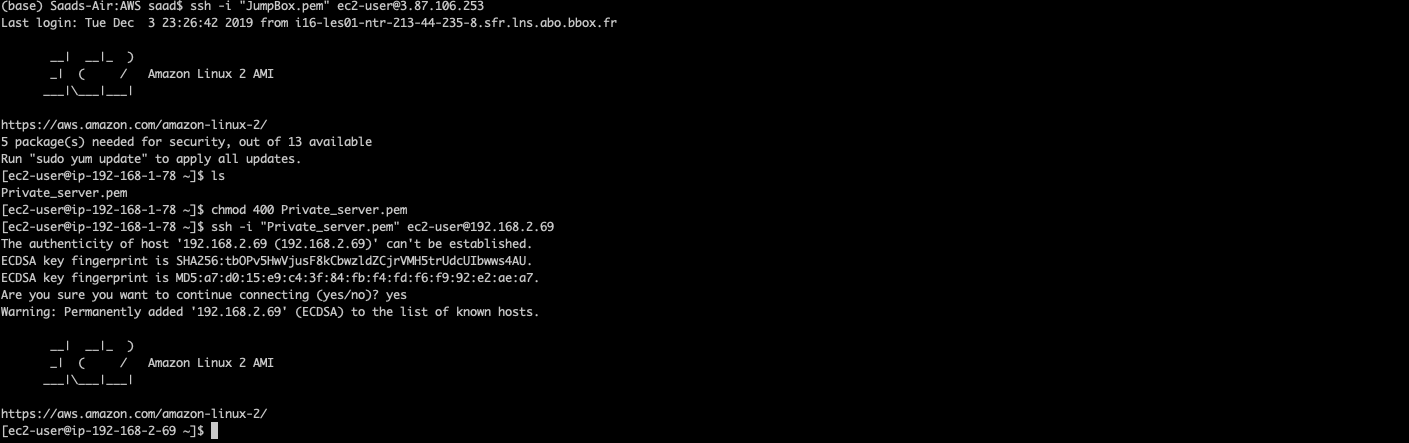 (base) Saads-Air:AWS saad$ ssh -i "JumpBox.pem" ec2-user@3.87.106.253
Last login: Tue Dec  3 23:26:42 2019 from i16-les01-ntr-213-44-235-8.sfr.lns.abo.bbox.fr

       __|  __|_  )
       _|  (     /   Amazon Linux 2 AMI
      ___|\___|___|

https://aws.amazon.com/amazon-linux-2/
5 package(s) needed for security, out of 13 available
Run "sudo yum update" to apply all updates.
[ec2-user@ip-192-168-1-78 ~]$ ls
Private_server.pem
[ec2-user@ip-192-168-1-78 ~]$ chmod 400 Private_server.pem
[ec2-user@ip-192-168-1-78 ~]$ ssh -i "Private_server.pem" ec2-user@192.168.2.69
The authenticity of host '192.168.2.69 (192.168.2.69)' can't be established.
ECDSA key fingerprint is SHA256:tbOPv5HwVjusF8kCbwzldZCjrVMH5trUdcUIbwws4AU.
ECDSA key fingerprint is MD5:a7:d0:15:e9:c4:3f:84:fb:f4:fd:f6:f9:92:e2:ae:a7.
Are you sure you want to continue connecting (yes/no)? yes
Warning: Permanently added '192.168.2.69' (ECDSA) to the list of known hosts.

       __|  __|_  )
       _|  (     /   Amazon Linux 2 AMI
      ___|\___|___|

https://aws.amazon.com/amazon-linux-2/
[ec2-user@ip-192-168-2-69 ~]$